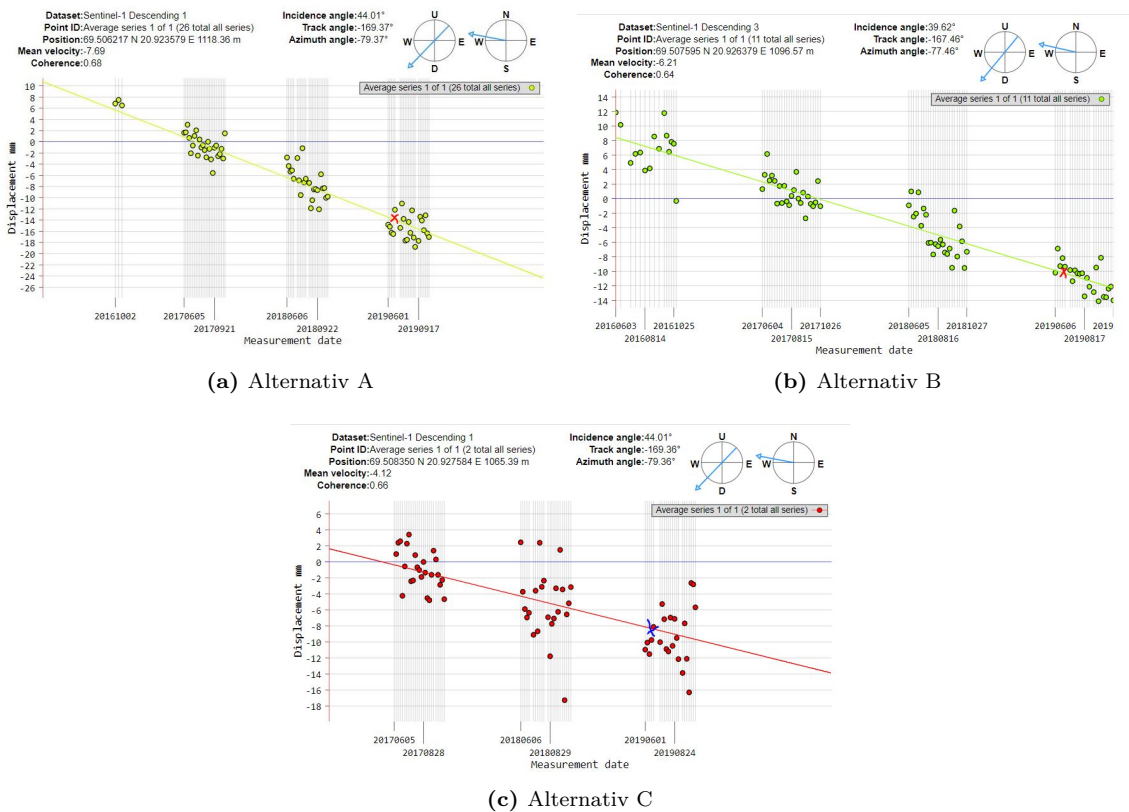 Dataset:Sentinel-1 Descending 1
Point ID:Average series 1 of 1 (26 total all series)
Position:69.506217 N 20.923579 E 1118.36 m
Mean velocity:-7.69
Coherence:0.68
Incidence angle:44.01°
Track angle:-169.37°
Azimuth angle:-79.37°
U
W E
D
N
W E
S
Average series 1 of 1 (26 total all series)
Displacement mm
10
8
6
4
2
0
-2
-4
-6
-8
-10
-12
-14
-16
-18
-20
-22
-24
-26
20161002 20170605 20180606 20190601
20170921 20180922 20190917
Measurement date
(a) Alternativ A
Dataset:Sentinel-1 Descending 3
Point ID:Average series 1 of 1 (11 total all series)
Position:69.507595 N 20.926379 E 1096.57 m
Mean velocity:-6.21
Coherence:0.64
Incidence angle:39.62°
Track angle:-167.46°
Azimuth angle:-77.46°
U
W E
D
N
W E
S
Average series 1 of 1 (11 total all series)
Displacement mm
14
12
10
8
6
4
2
0
-2
-4
-6
-8
-10
-12
-14
20160603 20161025 20170604 20171026 20180605 20181027 20190606 2019
20160814 20170815 20180816 20190817
Measurement date
(b) Alternativ B
Dataset:Sentinel-1 Descending 1
Point ID:Average series 1 of 1 (2 total all series)
Position:69.508350 N 20.927584 E 1065.39 m
Mean velocity:-4.12
Coherence:0.66
Incidence angle:44.01°
Track angle:-169.36°
Azimuth angle:-79.36°
U
W E
D
N
W E
S
Average series 1 of 1 (2 total all series)
Displacement mm
6
4
2
0
-2
-4
-6
-8
-10
-12
-14
-16
-18
20170605 20180606 20190601
20170828 20180829 20190824
Measurement date
(c) Alternativ C